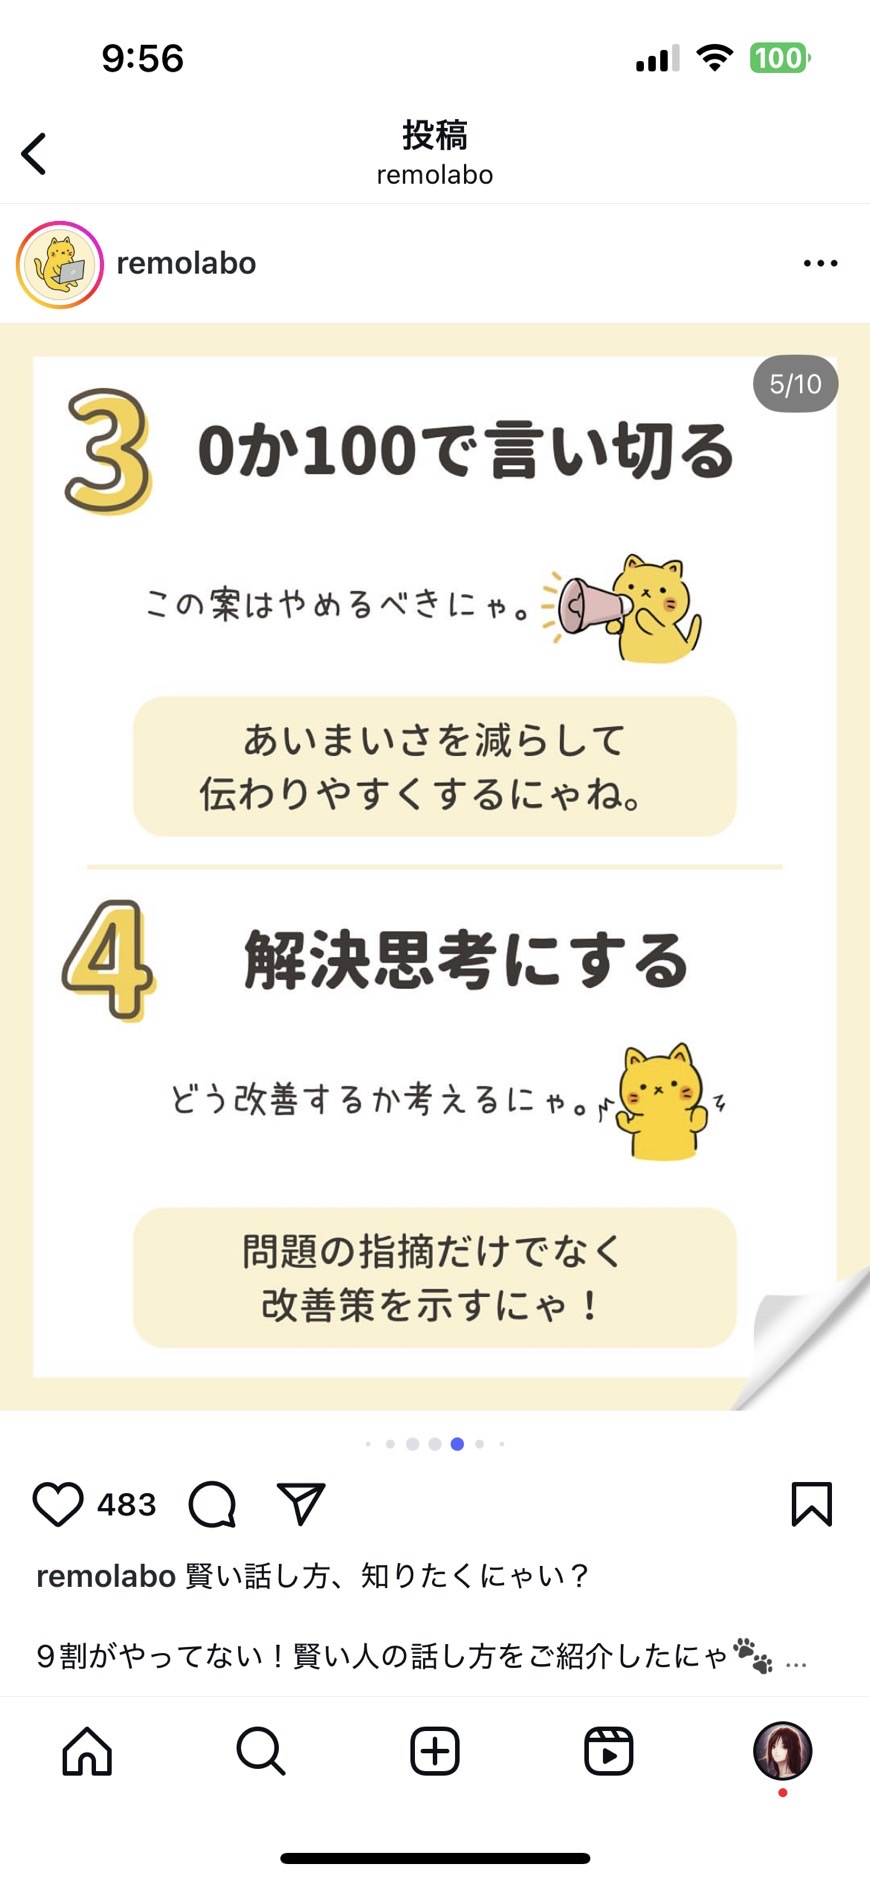 9:56
100
投稿
remolabo
remolabo
5/10
3 0か100で言い切る
この案はやめるべきにゃ。
あいまいさを減らして
伝わりやすくするにゃね。
4 解決思考にする
どう改善するか考えるにゃ。
問題の指摘だけでなく
改善策を示すにゃ！
483
remolabo 賢い話し方、知りたくにゃい？
９割がやってない！賢い人の話し方をご紹介したにゃ🐾 ...